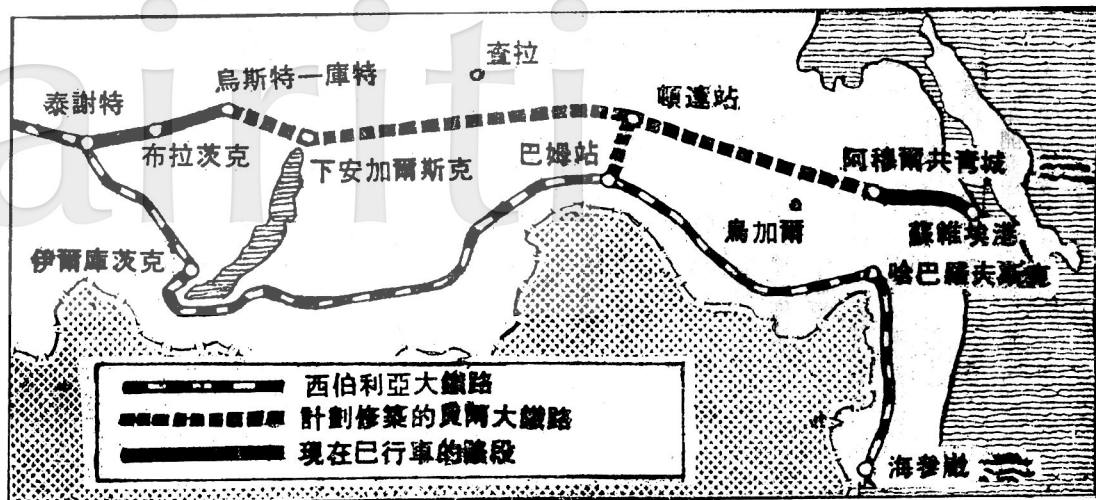 airiti
查拉
烏斯特一庫特
泰謝特
頓達站
布拉茨克
巴姆站
下安加爾斯克
阿穆爾共青城
烏加爾
蘇維埃港
伊爾庫茨克
哈巴羅夫斯克
西伯利亞大鐵路
計劃修築的貝阿大鐵路
現在已行車的路段
海參崴